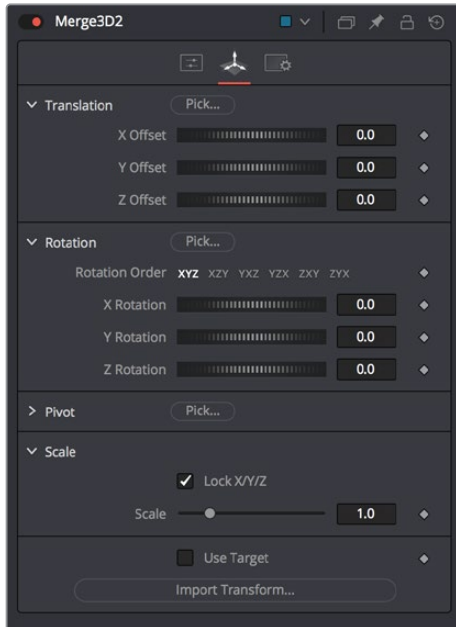 Merge3D2
Translation Pick...
X Offset 0.0
Y Offset 0.0
Z Offset 0.0
Rotation Pick...
Rotation Order XYZ XZY YXZ YZX ZXY ZYX
X Rotation 0.0
Y Rotation 0.0
Z Rotation 0.0
Pivot Pick...
Scale
Lock X/Y/Z
Scale 1.0
Use Target
Import Transform...